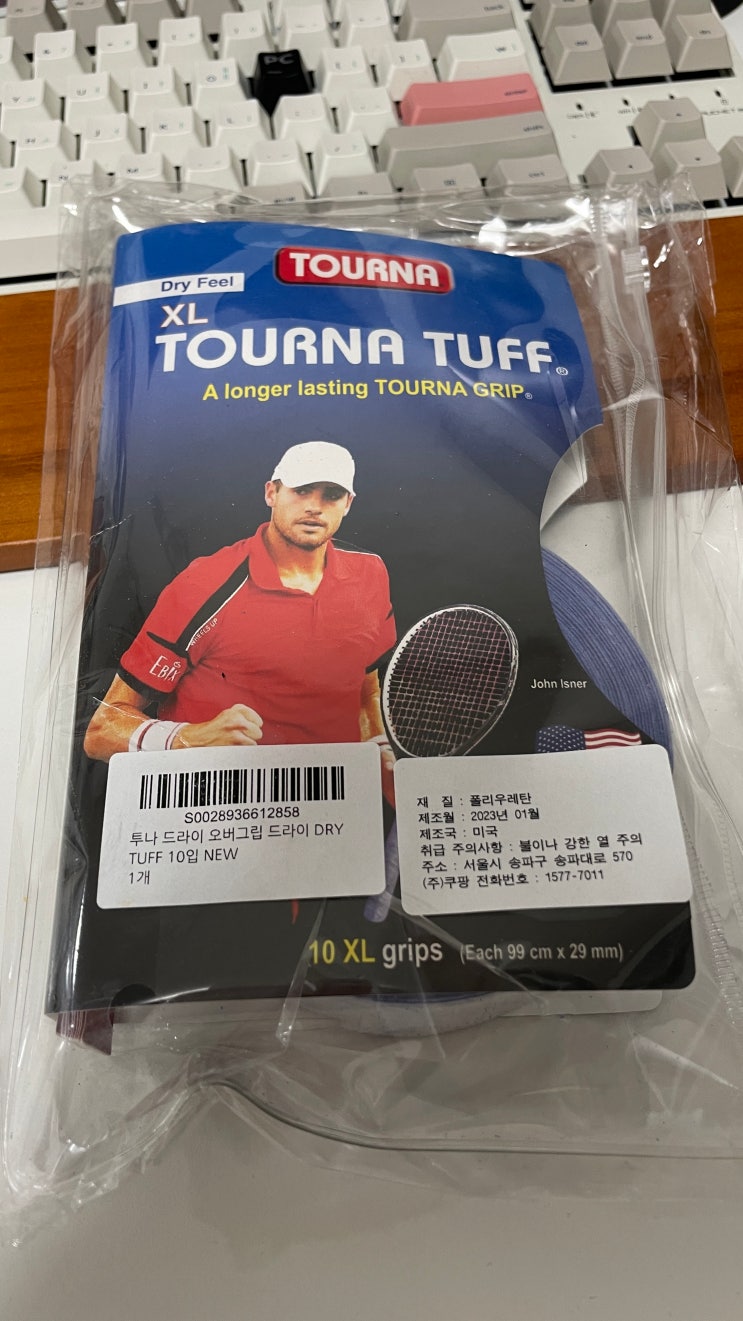 PC
TOURNA
Dry Feel
XL
TOURNA TUFF®
A longer lasting TOURNA GRIP®
WHEELS UP
EBIX
John Isner
S0028936612858
투나 드라이 오버그립 드라이 DRY
TUFF 10입 NEW
1개
재 질 : 폴리우레탄
제조월 : 2023년 01월
제조국 : 미국
취급 주의사항 : 불이나 강한 열 주의
주소 : 서울시 송파구 송파대로 570
(주)쿠팡 전화번호 : 1577-7011
10 XL grips (Each 99 cm x 29 mm)